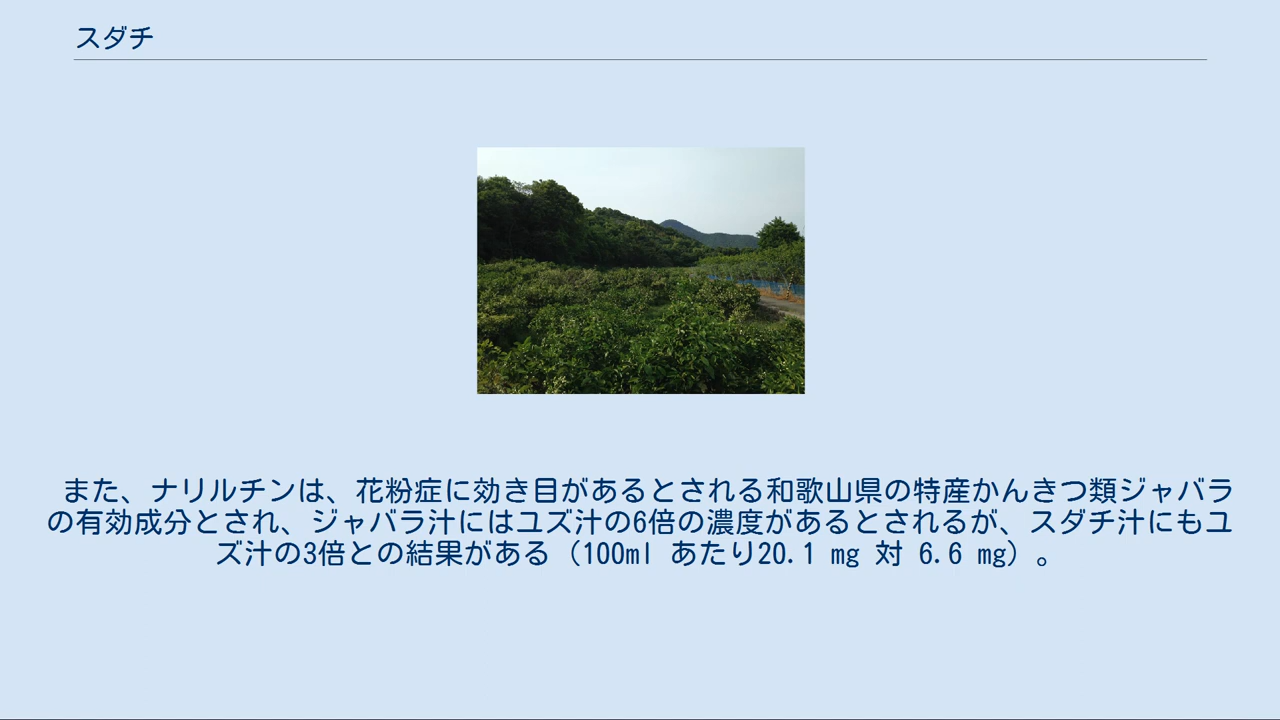 スダチ
また、ナリルチンは、花粉症に効き目があるとされる和歌山県の特産かんきつ類ジャバラ
の有効成分とされ、ジャバラ汁にはユズ汁の6倍の濃度があるとされるが、スダチ汁にもユ
ズ汁の3倍との結果がある（100ml あたり20.1 mg 対 6.6 mg）。